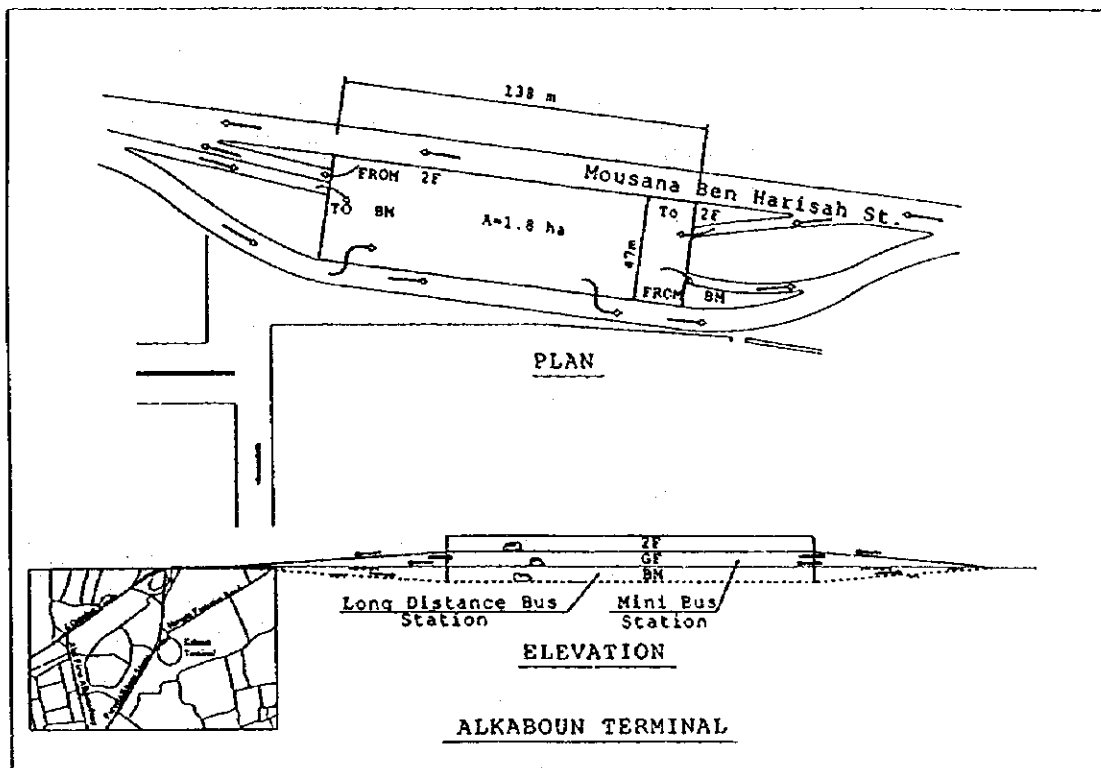 138 m
Mousana Ben Harisah St.
FROM 2F
TO BM
A=1.8 ha
To 2F
47m
FROM BM
PLAN
2F
GF
BM
Long Distance Bus
Station
Mini Bus
Station
ELEVATION
ALKABOUN TERMINAL